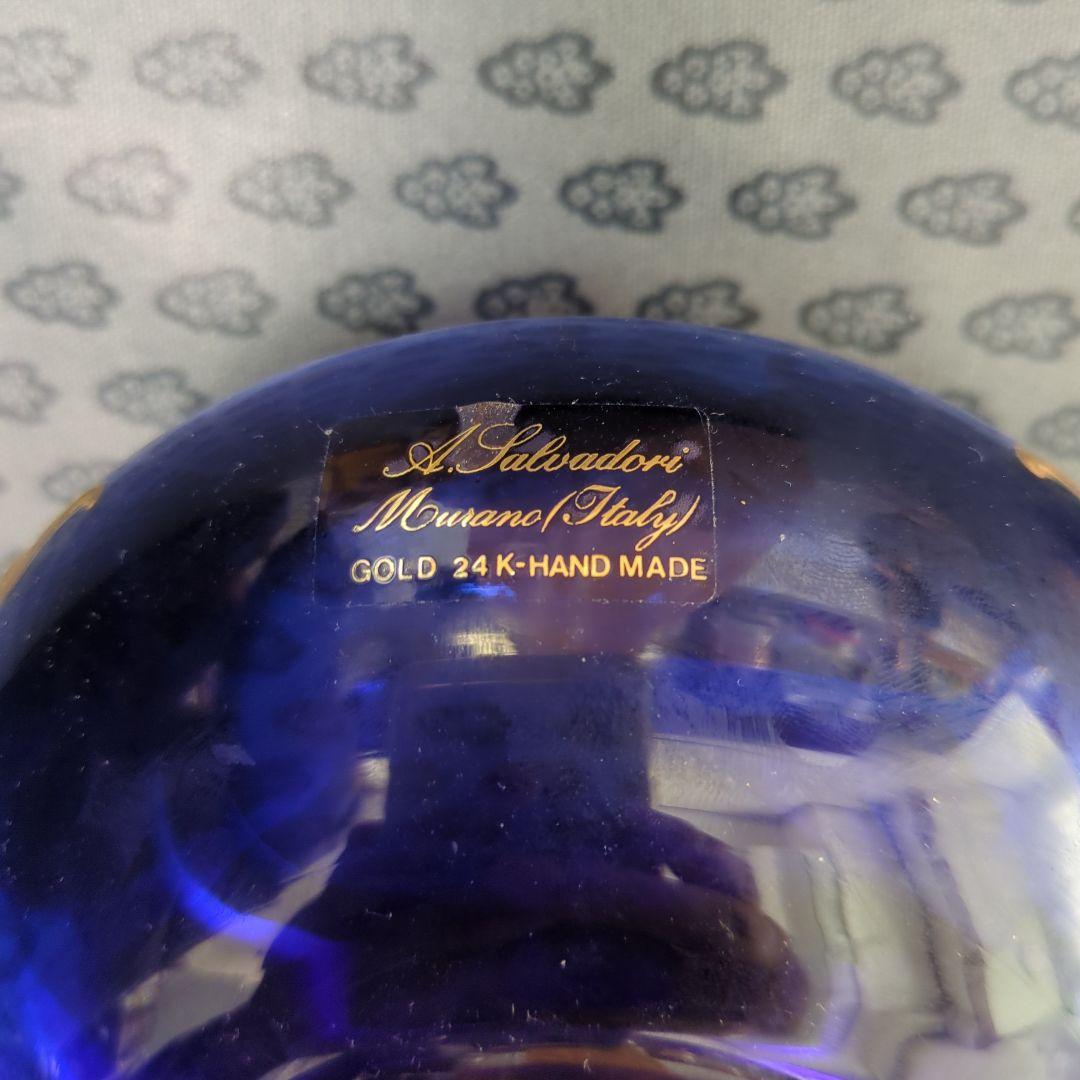 A. Salvadori
Murano (Italy)
GOLD 24 K-HAND MADE